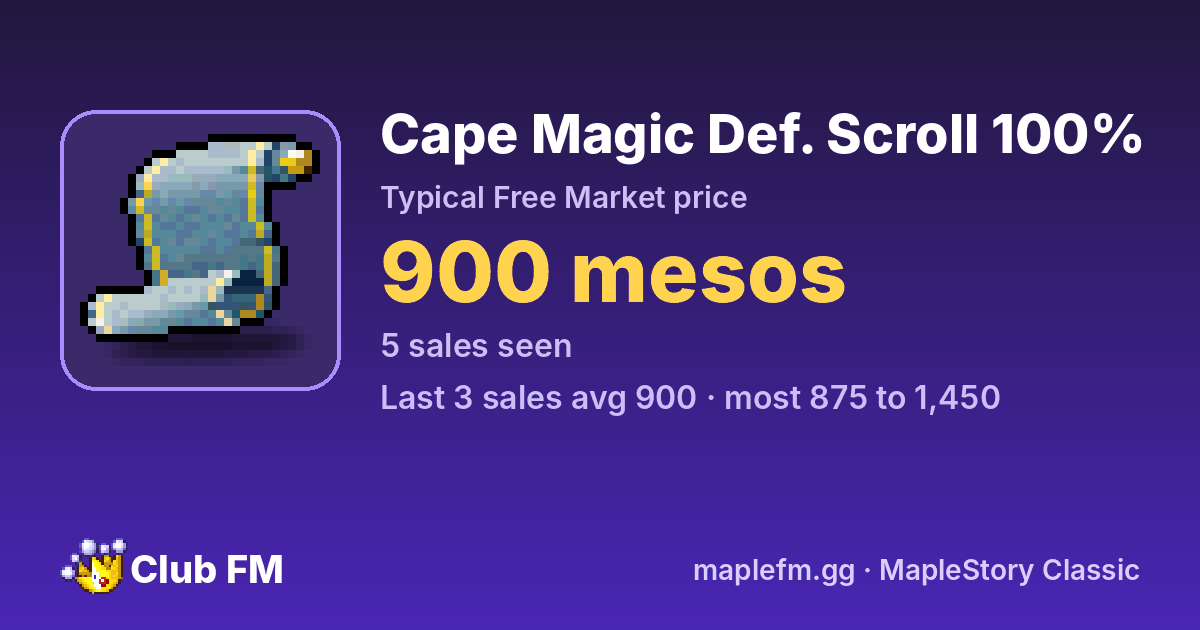 Cape Magic Def. Scroll 100%
Typical Free Market price
900 mesos
5 sales seen
Last 3 sales avg 900 · most 875 to 1,450
Club FM
maplefm.gg · MapleStory Classic